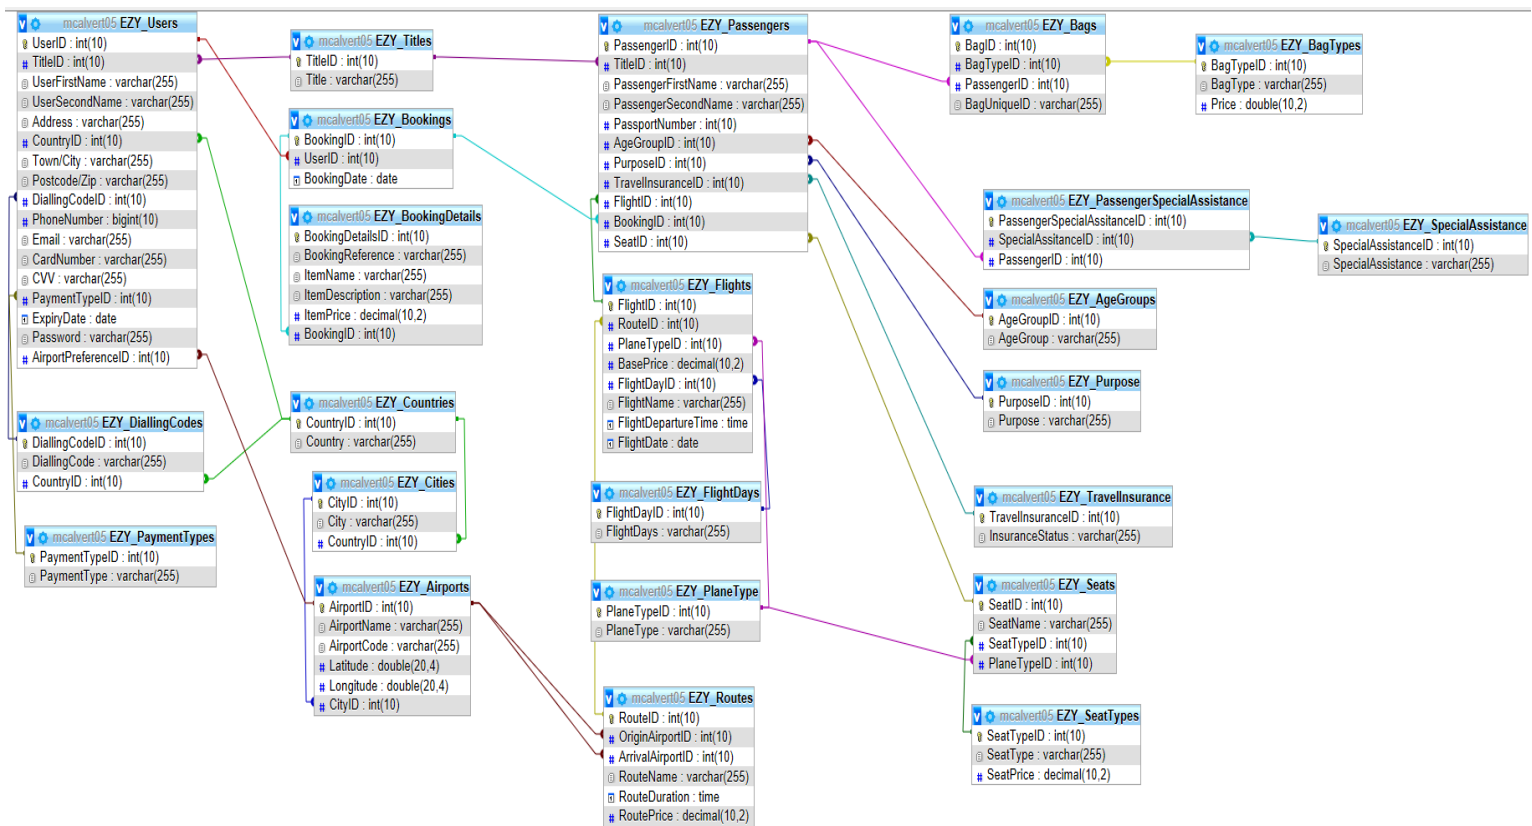 mcalvert05 EZY_Users
UserID : int(10)
TitleID : int(10)
UserFirstName : varchar(255)
UserSecondName : varchar(255)
Address : varchar(255)
CountryID : int(10)
Town/City : varchar(255)
Postcode/Zip : varchar(255)
DiallingCodeID : int(10)
PhoneNumber : bigint(10)
Email : varchar(255)
CardNumber : varchar(255)
CVV : varchar(255)
PaymentTypeID : int(10)
ExpiryDate : date
Password : varchar(255)
AirportPreferenceID : int(10)
mcalvert05 EZY_DiallingCodes
DiallingCodeID : int(10)
DiallingCode : varchar(255)
CountryID : int(10)
mcalvert05 EZY_PaymentTypes
PaymentTypeID : int(10)
PaymentType : varchar(255)
mcalvert05 EZY_Titles
TitleID : int(10)
Title : varchar(255)
mcalvert05 EZY_Bookings
BookingID : int(10)
UserID : int(10)
BookingDate : date
mcalvert05 EZY_BookingDetails
BookingDetailsID : int(10)
BookingReference : varchar(255)
ItemName : varchar(255)
ItemDescription : varchar(255)
ItemPrice : decimal(10,2)
BookingID : int(10)
mcalvert05 EZY_Countries
CountryID : int(10)
Country : varchar(255)
mcalvert05 EZY_Cities
CityID : int(10)
City : varchar(255)
CountryID : int(10)
mcalvert05 EZY_Airports
AirportID : int(10)
AirportName : varchar(255)
AirportCode : varchar(255)
Latitude : double(20,4)
Longitude : double(20,4)
CityID : int(10)
mcalvert05 EZY_Passengers
PassengerID : int(10)
TitleID : int(10)
PassengerFirstName : varchar(255)
PassengerSecondName : varchar(255)
PassportNumber : int(10)
AgeGroupID : int(10)
PurposeID : int(10)
TravelInsuranceID : int(10)
FlightID : int(10)
BookingID : int(10)
SeatID : int(10)
mcalvert05 EZY_Flights
FlightID : int(10)
RouteID : int(10)
PlaneTypeID : int(10)
BasePrice : decimal(10,2)
FlightDayID : int(10)
FlightName : varchar(255)
FlightDepartureTime : time
FlightDate : date
mcalvert05 EZY_FlightDays
FlightDayID : int(10)
FlightDays : varchar(255)
mcalvert05 EZY_PlaneType
PlaneTypeID : int(10)
PlaneType : varchar(255)
mcalvert05 EZY_Routes
RouteID : int(10)
OriginAirportID : int(10)
ArrivalAirportID : int(10)
RouteName : varchar(255)
RouteDuration : time
RoutePrice : decimal(10,2)
mcalvert05 EZY_Bags
BagID : int(10)
BagTypeID : int(10)
PassengerID : int(10)
BagUniqueID : varchar(255)
mcalvert05 EZY_BagTypes
BagTypeID : int(10)
BagType : varchar(255)
Price : double(10,2)
mcalvert05 EZY_PassengerSpecialAssistance
PassengerSpecialAssitanceID : int(10)
SpecialAssitanceID : int(10)
PassengerID : int(10)
mcalvert05 EZY_SpecialAssistance
SpecialAssistanceID : int(10)
SpecialAssistance : varchar(255)
mcalvert05 EZY_AgeGroups
AgeGroupID : int(10)
AgeGroup : varchar(255)
mcalvert05 EZY_Purpose
PurposeID : int(10)
Purpose : varchar(255)
mcalvert05 EZY_TravelInsurance
TravelInsuranceID : int(10)
InsuranceStatus : varchar(255)
mcalvert05 EZY_Seats
SeatID : int(10)
SeatName : varchar(255)
SeatTypeID : int(10)
PlaneTypeID : int(10)
mcalvert05 EZY_SeatTypes
SeatTypeID : int(10)
SeatType : varchar(255)
SeatPrice : decimal(10,2)